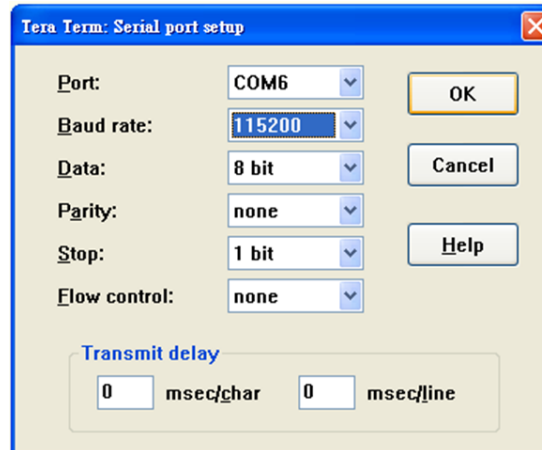 Tera Term: Serial port setup
Port: COM6
Baud rate: 115200
Data: 8 bit
Parity: none
Stop: 1 bit
Flow control: none
OK
Cancel
Help
Transmit delay
0 msec/char 0 msec/line